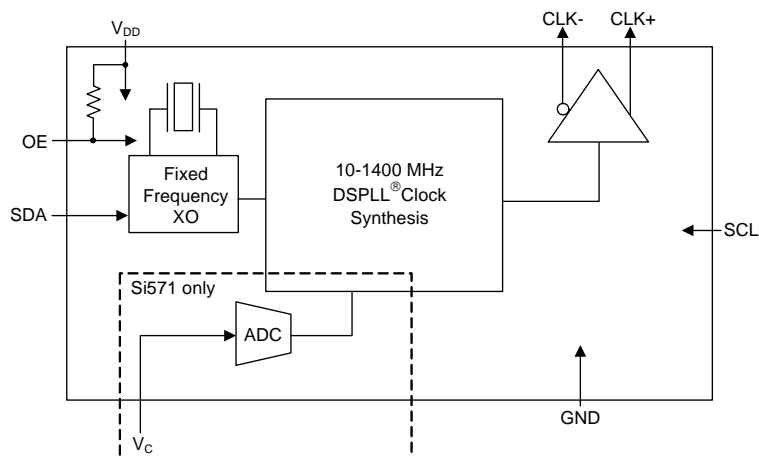 CLK- CLK+
V_DD
OE
Fixed
Frequency
XO
10-1400 MHz
DSPLL® Clock
Synthesis
SDA
SCL
Si571 only
ADC
GND
V_C